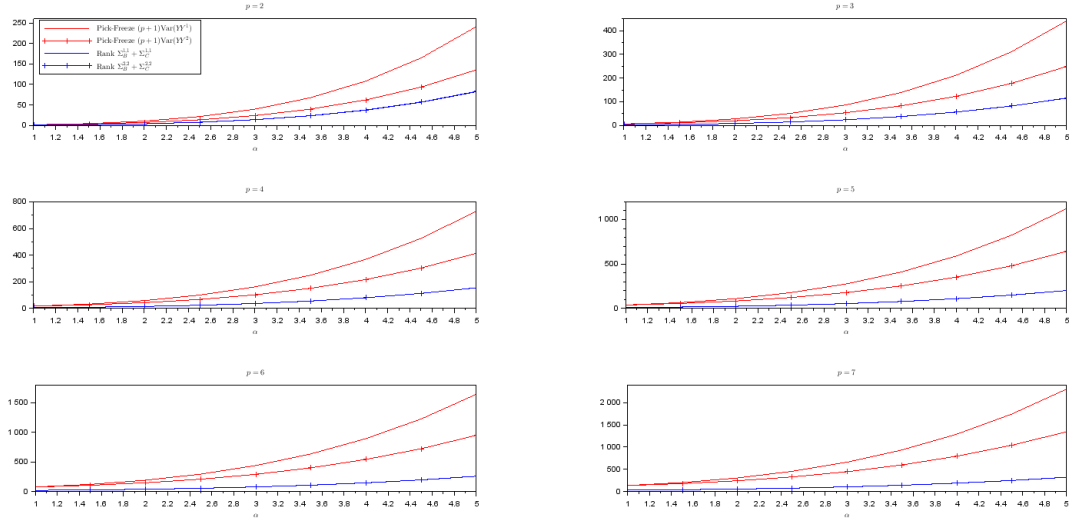 p = 2
250
200
150
100
50
0
Pick-Freeze (p + 1)Var(YY¹)
Pick-Freeze (p + 1)Var(YY²)
Rank Σ_B^{1,1} + Σ_C^{1,1}
Rank Σ_B^{2,2} + Σ_C^{2,2}
1 1.2 1.4 1.6 1.8 2 2.2 2.4 2.6 2.8 3 3.2 3.4 3.6 3.8 4 4.2 4.4 4.6 4.8 5
α
p = 3
400
300
200
100
0
1 1.2 1.4 1.6 1.8 2 2.2 2.4 2.6 2.8 3 3.2 3.4 3.6 3.8 4 4.2 4.4 4.6 4.8 5
α
p = 4
800
600
400
200
0
1 1.2 1.4 1.6 1.8 2 2.2 2.4 2.6 2.8 3 3.2 3.4 3.6 3.8 4 4.2 4.4 4.6 4.8 5
α
p = 5
1 000
500
0
1 1.2 1.4 1.6 1.8 2 2.2 2.4 2.6 2.8 3 3.2 3.4 3.6 3.8 4 4.2 4.4 4.6 4.8 5
α
p = 6
1 500
1 000
500
0
1 1.2 1.4 1.6 1.8 2 2.2 2.4 2.6 2.8 3 3.2 3.4 3.6 3.8 4 4.2 4.4 4.6 4.8 5
α
p = 7
2 000
1 500
1 000
500
0
1 1.2 1.4 1.6 1.8 2 2.2 2.4 2.6 2.8 3 3.2 3.4 3.6 3.8 4 4.2 4.4 4.6 4.8 5
α